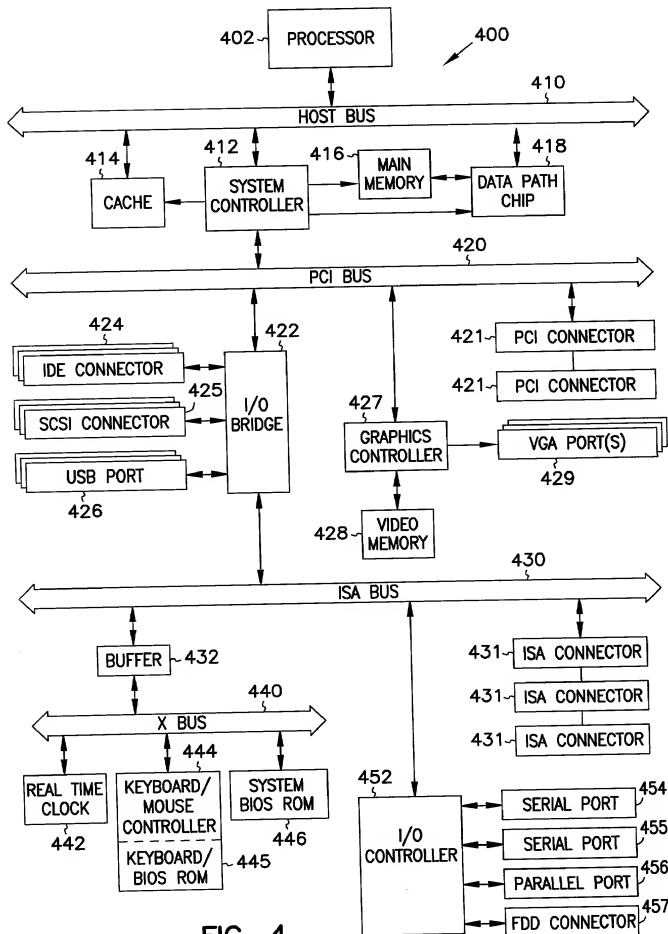 402
PROCESSOR
400
410
HOST BUS
414
412
416
418
CACHE
SYSTEM
CONTROLLER
MAIN
MEMORY
DATA PATH
CHIP
420
PCI BUS
424
IDE CONNECTOR
425
SCSI CONNECTOR
USB PORT
426
422
I/O
BRIDGE
427
GRAPHICS
CONTROLLER
428
VIDEO
MEMORY
421
PCI CONNECTOR
421
PCI CONNECTOR
VGA PORT(S)
429
430
ISA BUS
BUFFER
432
440
X BUS
REAL TIME
CLOCK
442
444
KEYBOARD/
MOUSE
CONTROLLER
KEYBOARD/
BIOS ROM
445
SYSTEM
BIOS ROM
446
431
ISA CONNECTOR
431
ISA CONNECTOR
431
ISA CONNECTOR
452
I/O
CONTROLLER
SERIAL PORT
454
SERIAL PORT
455
PARALLEL PORT
456
FDD CONNECTOR
457
FIG. 4